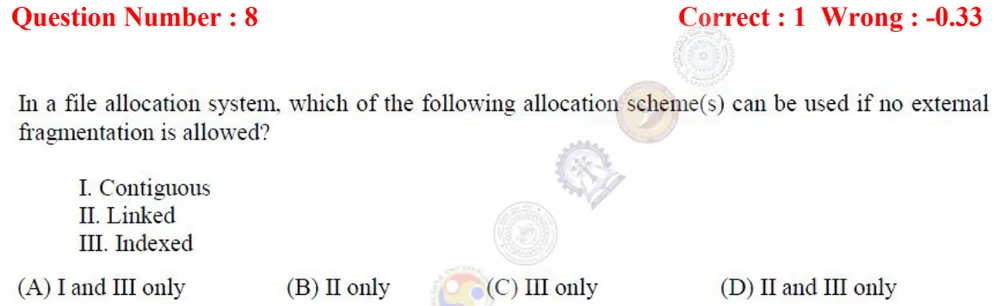 Question Number : 8 Correct : 1 Wrong : -0.33
In a file allocation system, which of the following allocation scheme(s) can be used if no external
fragmentation is allowed?
I. Contiguous
II. Linked
III. Indexed
(A) I and III only (B) II only (C) III only (D) II and III only